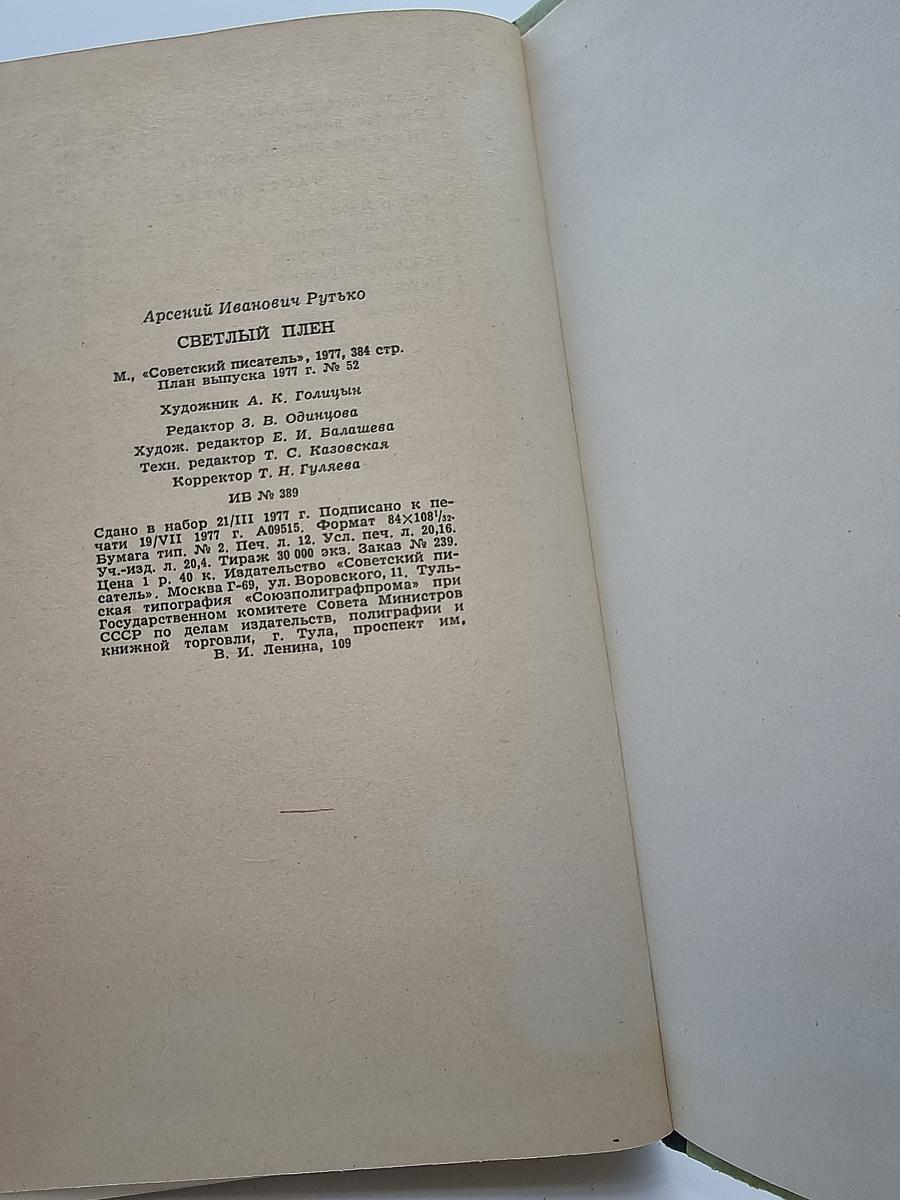 Арсений Иванович Рутько
СВЕТЛЫЙ ПЛЕН
М., «Советский писатель», 1977, 384 стр.
План выпуска 1977 г. № 52
Художник А. К. Голицын
Редактор З. В. Одинцова
Худож. редактор Е. И. Балашева
Техн. редактор Т. С. Казовская
Корректор Т. Н. Гуляева
ИБ № 389
Сдано в набор 21/III 1977 г. Подписано к пе-
чати 19/VII 1977 г. А09515. Формат 84×108¹/₃₂.
Бумага тип. № 2. Печ. л. 12. Усл. печ. л. 20,16.
Уч.-изд. л. 20,4. Тираж 30 000 экз. Заказ № 239.
Цена 1 р. 40 к. Издательство «Советский пи-
сатель». Москва Г-69, ул. Воровского, 11. Туль-
ская типография «Союзполиграфпрома» при
Государственном комитете Совета Министров
СССР по делам издательств, полиграфии и
книжной торговли, г. Тула, проспект им.
В. И. Ленина, 109